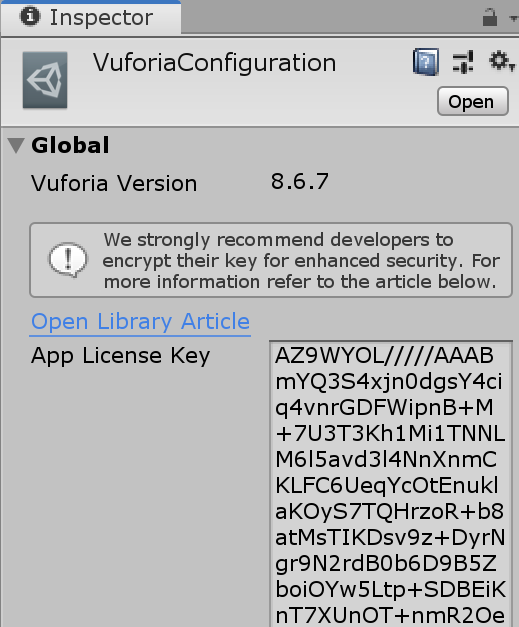 Inspector
VuforiaConfiguration
Open
Global
Vuforia Version 8.6.7
We strongly recommend developers to
encrypt their key for enhanced security. For
more information refer to the article below.
Open Library Article
App License Key AZ9WYOL/////AAAB
mYQ3S4xjn0dgsY4ci
q4vnrGDFWipnB+M
+7U3T3Kh1Mi1TNNL
M6l5avd3l4NnXnmC
KLFC6UeqYcOtEnukl
aKOyS7TQHrzoR+b8
atMsTIKDsv9z+DyrN
gr9N2rdB0b6D9B5Z
boiOYw5Ltp+SDBEiK
nT7XUnOT+nmR2Oe